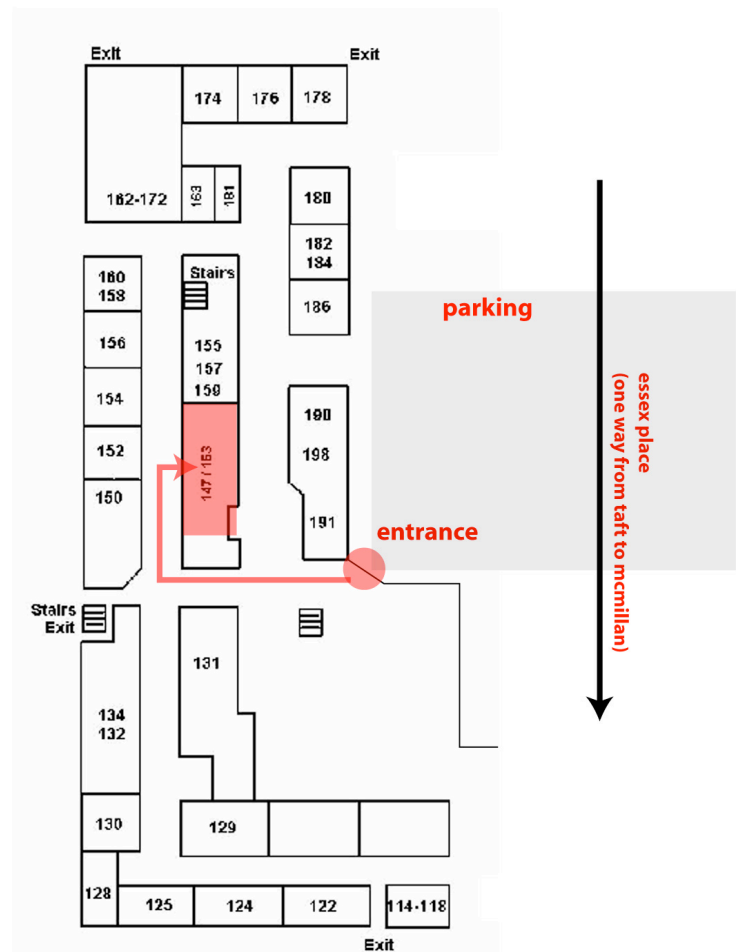 Exit
Exit
174
176
178
162-172
163
181
180
182
184
186
160
158
Stairs
156
155
157
159
154
152
150
147 / 153
190
198
191
parking
essex place
(one way from taft to mcmillan)
entrance
Stairs
Exit
131
134
132
130
129
128
125
124
122
114-118
Exit